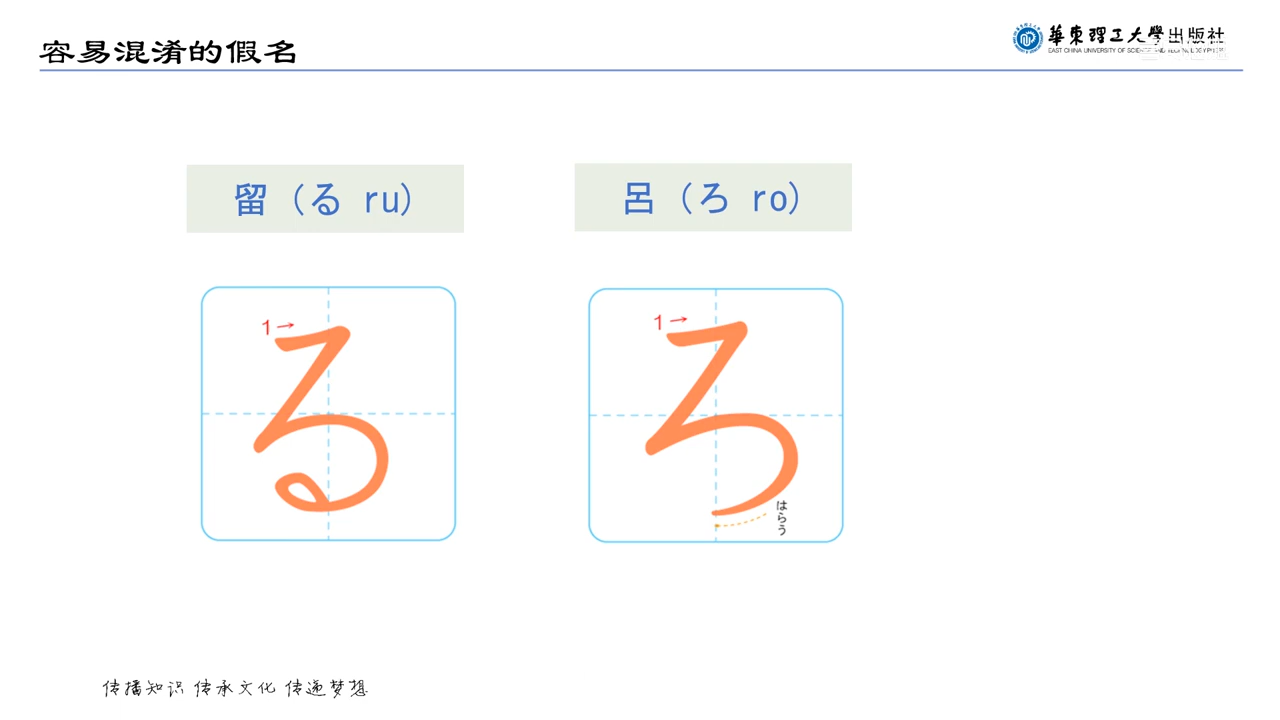 容易混淆的假名
華東理工大學出版社
留（る ru）
呂（ろ ro）
1→
る
1→
ろ
はらう
传播知识 传承文化 传递梦想